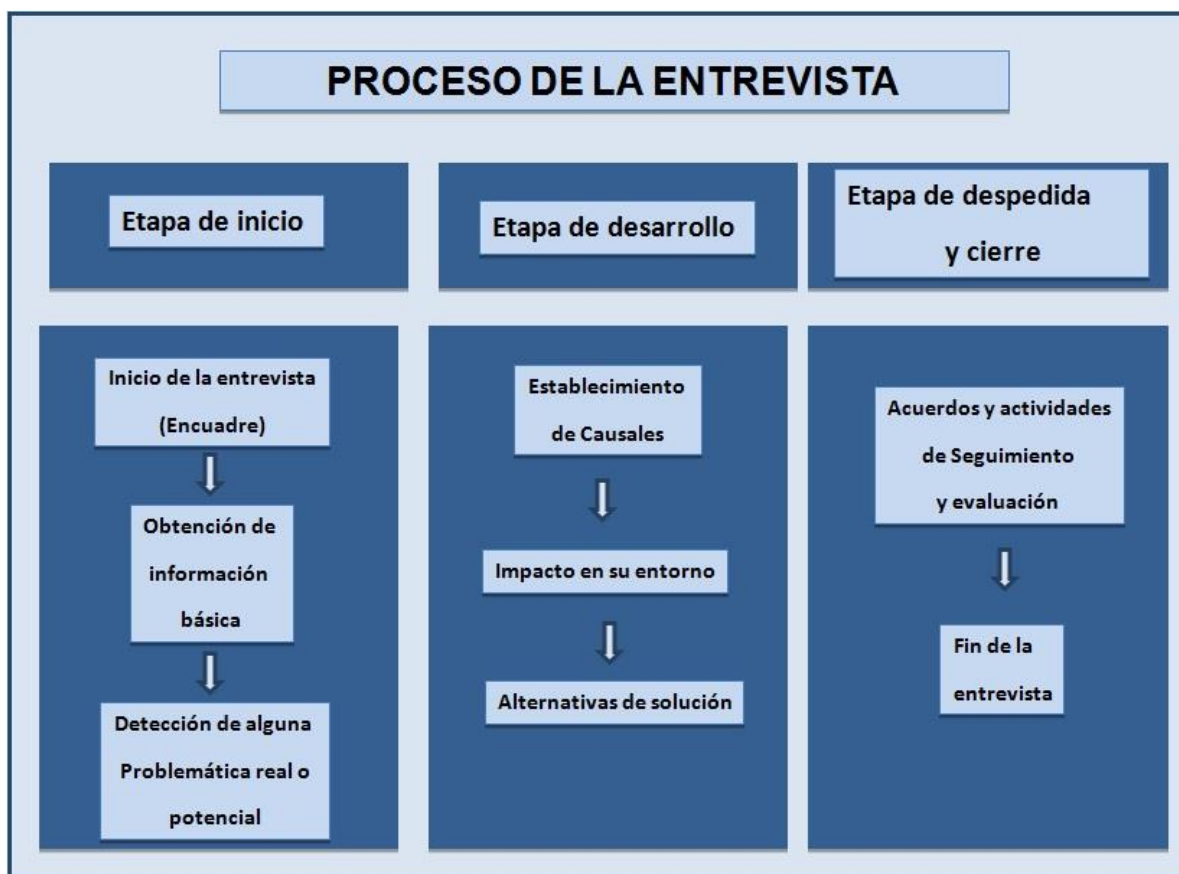 PROCESO DE LA ENTREVISTA
Etapa de inicio
Etapa de desarrollo
Etapa de despedida
y cierre
Inicio de la entrevista
(Encuadre)
Obtención de
información
básica
Detección de alguna
Problemática real o
potencial
Establecimiento
de Causales
Impacto en su entorno
Alternativas de solución
Acuerdos y actividades
de Seguimiento
y evaluación
Fin de la
entrevista